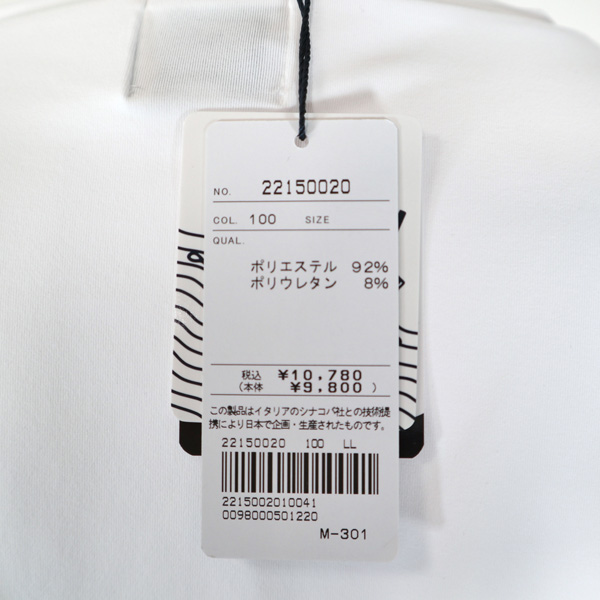 NO. 22150020
COL. 100 SIZE
QUAL.
ポリエステル 92%
ポリウレタン 8%
税込 ¥10,780
(本体 ¥9,800)
この製品はイタリアのシナコバ社との技術提
携により日本で企画・生産されたものです。
22150020 100 LL
2215002010041
0098000501220
M-301